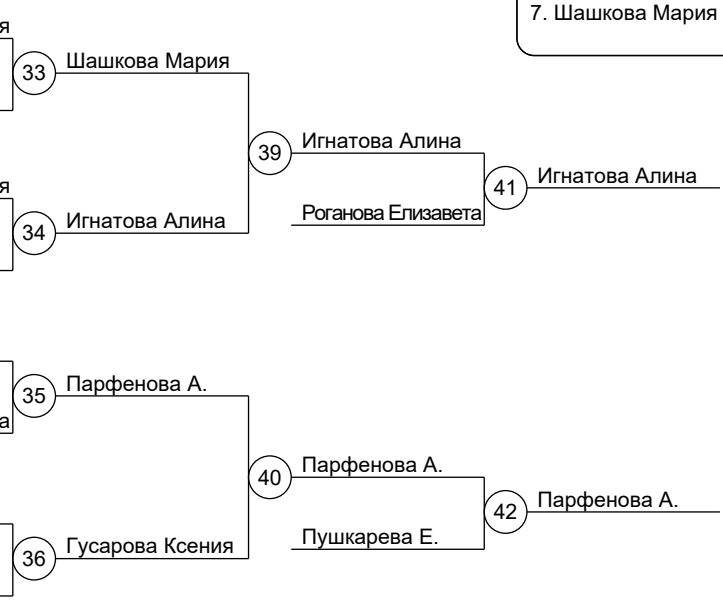 7. Шашкова Мария
я
33
Шашкова Мария
39
Игнатова Алина
41
Игнатова Алина
я
34
Игнатова Алина
Роганова Елизавета
35
Парфенова А.
а
40
Парфенова А.
42
Парфенова А.
36
Гусарова Ксения
Пушкарева Е.